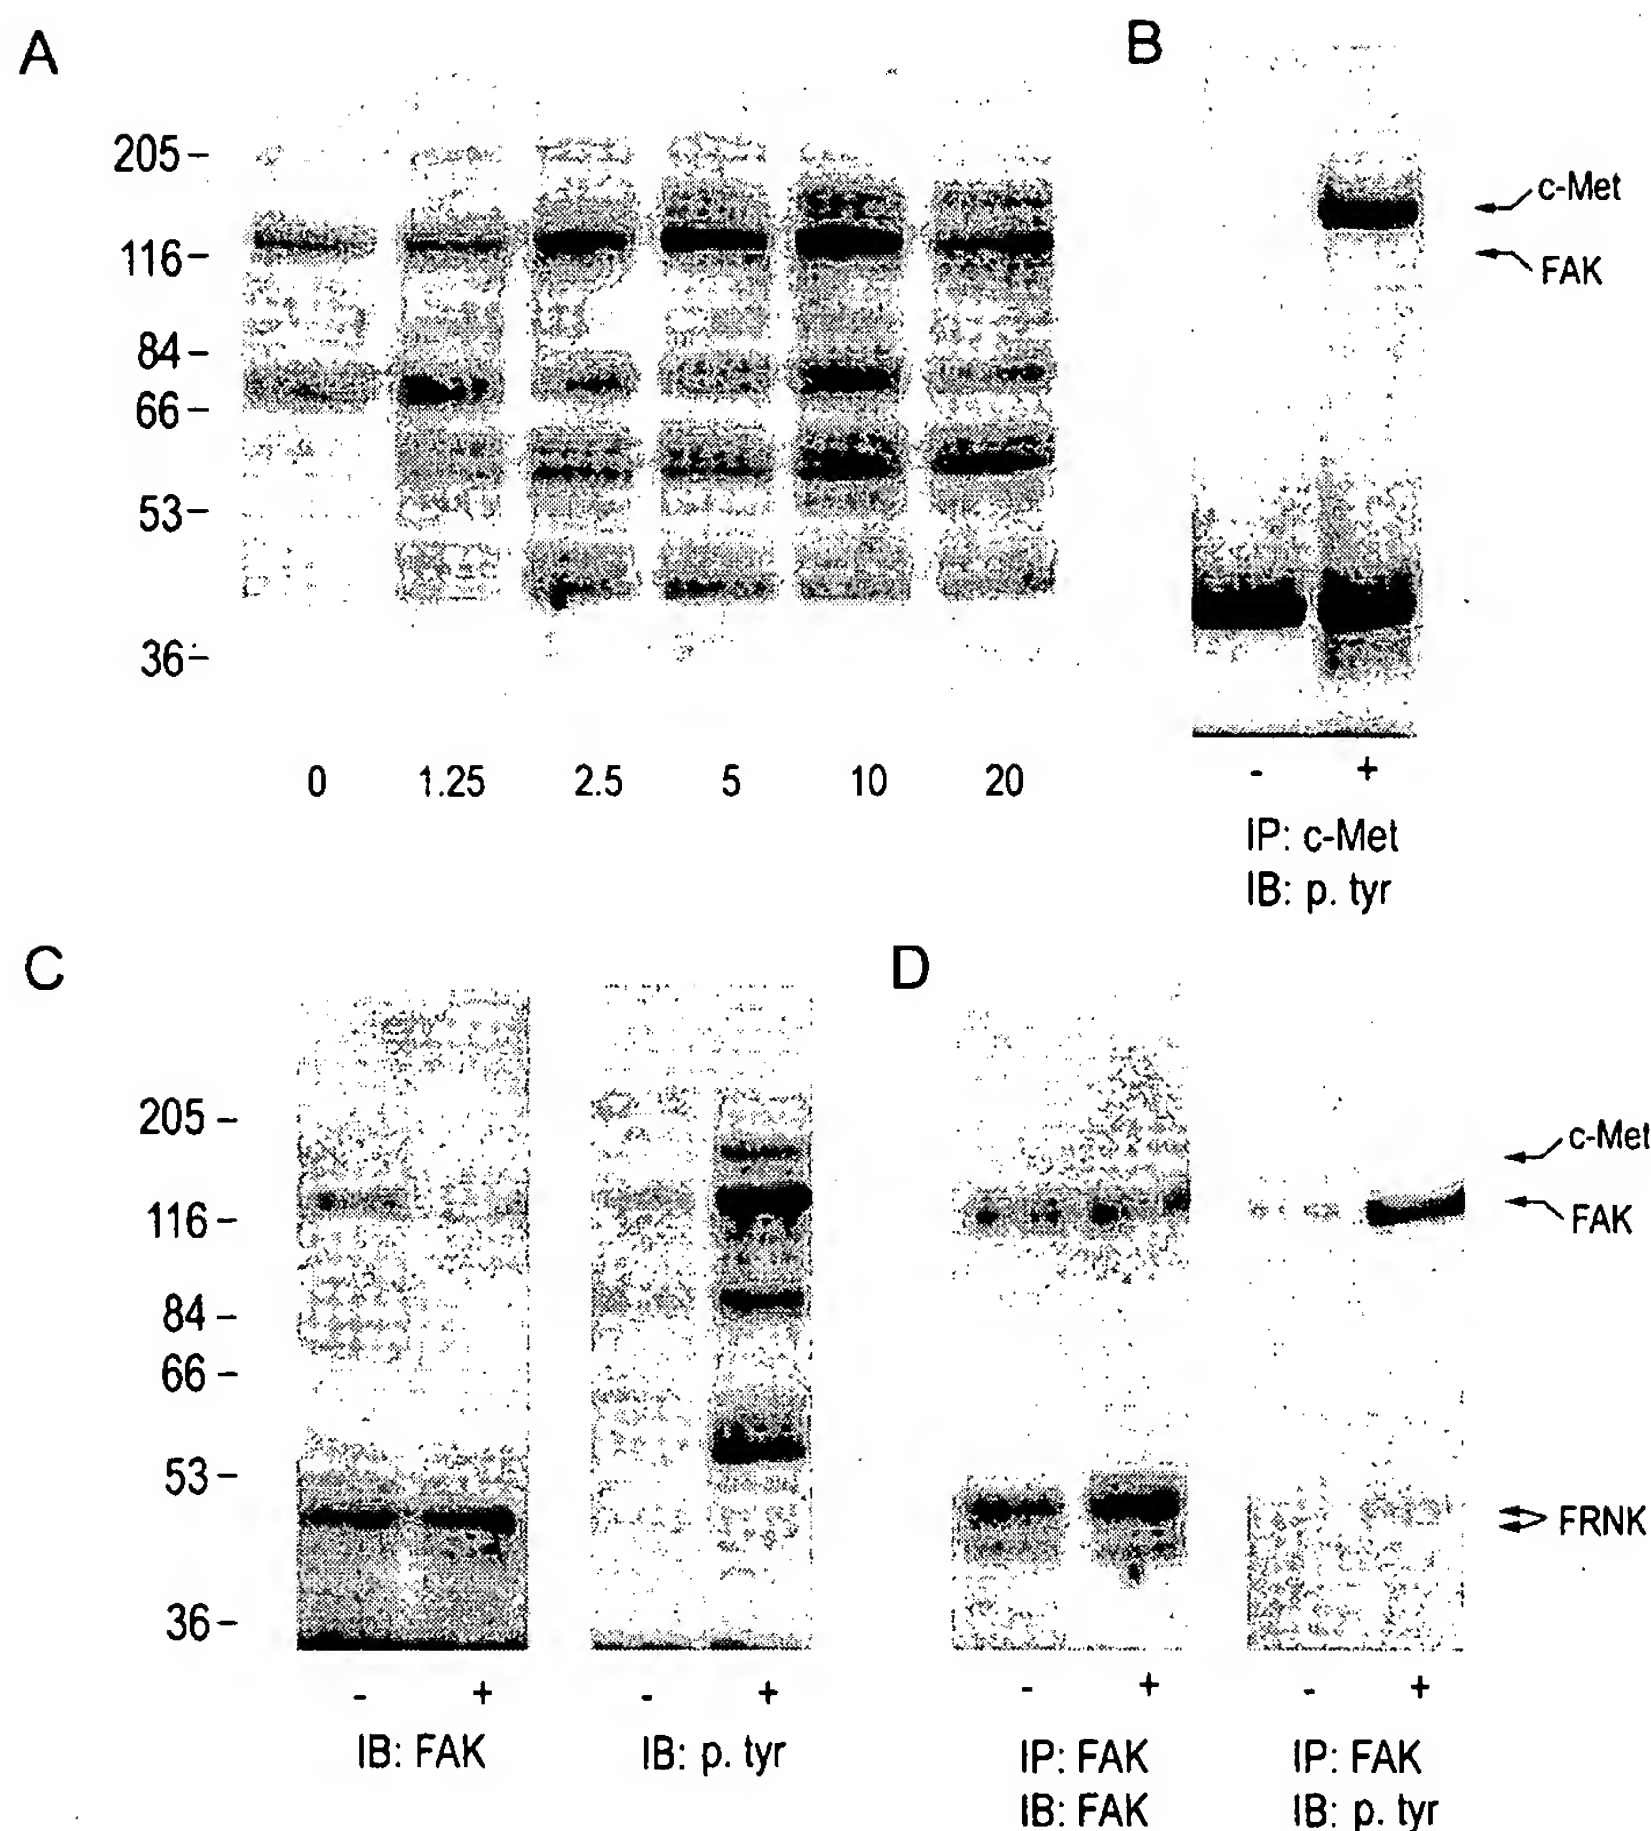 A
B
205-
116-
84-
66-
53-
36-
c-Met
FAK
0 1.25 2.5 5 10 20
- +
IP: c-Met
IB: p. tyr
C
D
205-
116-
84-
66-
53-
36-
c-Met
FAK
FRNK
- + - + - + - +
IB: FAK IB: p. tyr IP: FAK IP: FAK
IB: FAK IB: p. tyr